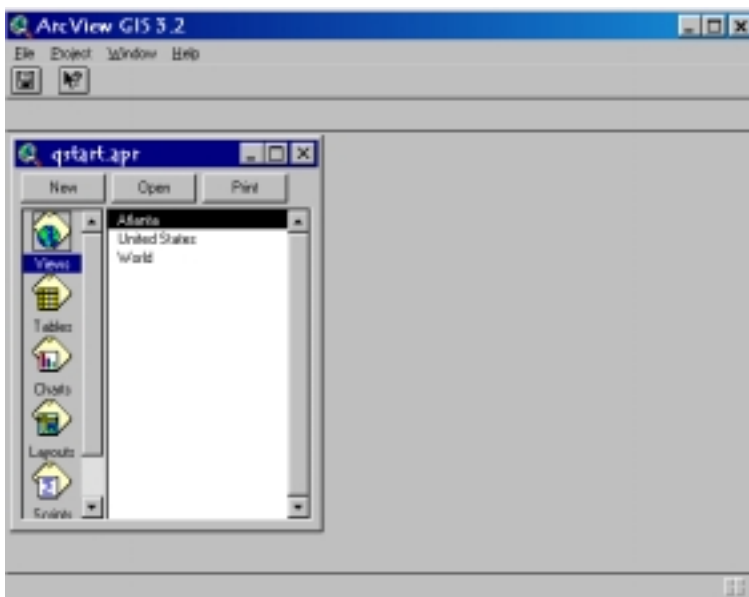 ArcView GIS 3.2
File Project Window Help
qstart.apr
New Open Print
Atlanta
United States
World
Views
Tables
Charts
Layouts
Scripts